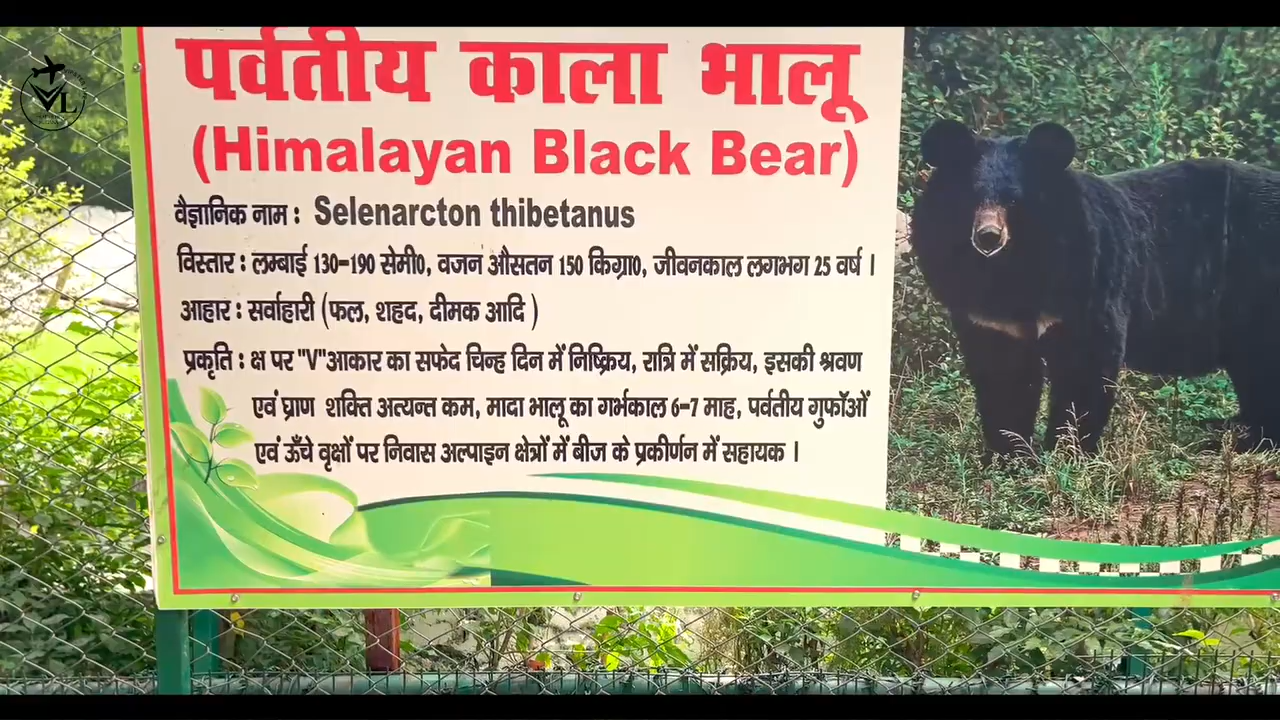 पर्वतीय काला भालू
(Himalayan Black Bear)
वैज्ञानिक नाम : Selenarcton thibetanus
विस्तार : लम्बाई 130-190 सेमी0, वजन औसतन 150 किग्रा0, जीवनकाल लगभग 25 वर्ष ।
आहार : सर्वाहारी (फल, शहद, दीमक आदि )
प्रकृति : क्ष पर "V"आकार का सफेद चिन्ह दिन में निष्क्रिय, रात्रि में सक्रिय, इसकी श्रवण
एवं घ्राण शक्ति अत्यन्त कम, मादा भालू का गर्भकाल 6-7 माह, पर्वतीय गुफॉओं
एवं ऊँचे वृक्षों पर निवास अल्पाइन क्षेत्रों में बीज के प्रकीर्णन में सहायक ।
VL